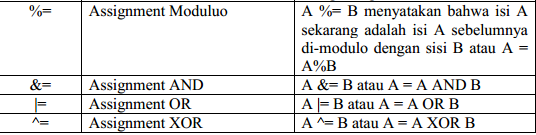 %= Assignment Moduluo A %= B menyatakan bahwa isi A
sekarang adalah isi A sebelumnya
di-modulo dengan sisi B atau A =
A%B
&= Assignment AND A &= B atau A = A AND B
|= Assignment OR A |= B atau A = A OR B
^= Assignment XOR A ^= B atau A = A XOR B